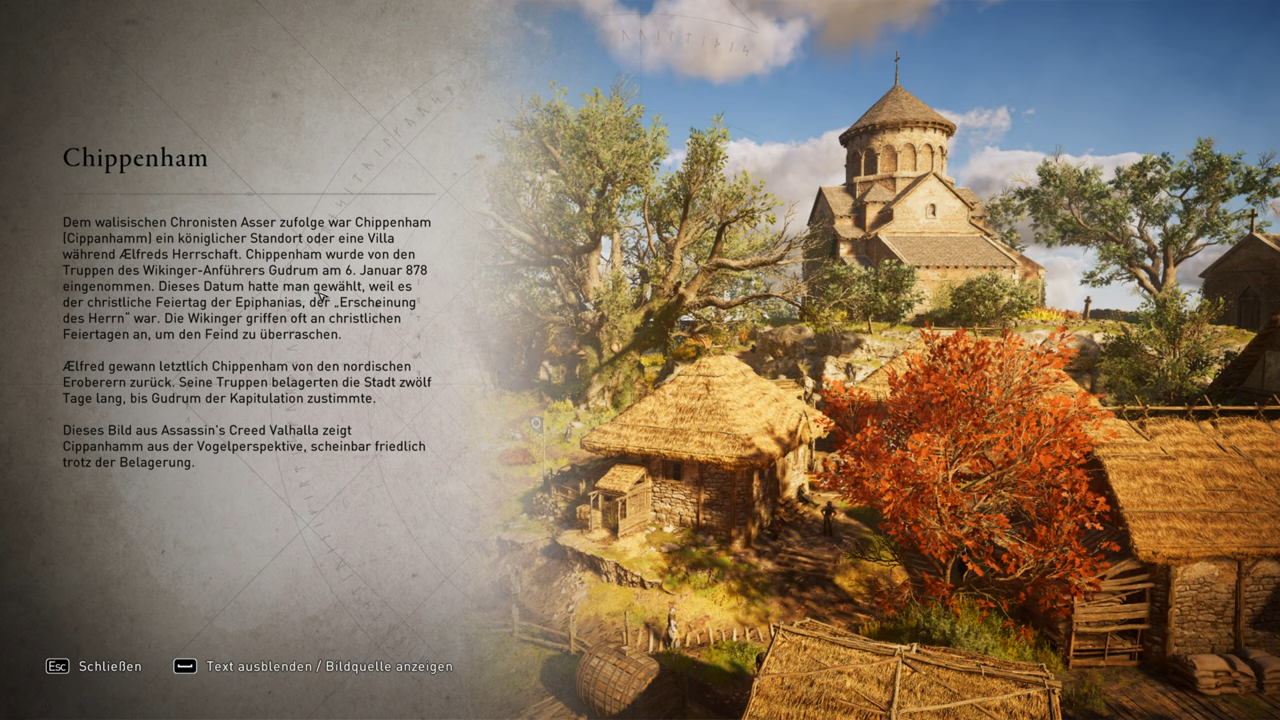 Chippenham
Dem walisischen Chronisten Asser zufolge war Chippenham
(Cippanhamm) ein königlicher Standort oder eine Villa
während Ælfreds Herrschaft. Chippenham wurde von den
Truppen des Wikinger-Anführers Gudrum am 6. Januar 878
eingenommen. Dieses Datum hatte man gewählt, weil es
der christliche Feiertag der Epiphanias, der „Erscheinung
des Herrn“ war. Die Wikinger griffen oft an christlichen
Feiertagen an, um den Feind zu überraschen.
Ælfred gewann letztlich Chippenham von den nordischen
Eroberern zurück. Seine Truppen belagerten die Stadt zwölf
Tage lang, bis Gudrum der Kapitulation zustimmte.
Dieses Bild aus Assassin's Creed Valhalla zeigt
Cippanhamm aus der Vogelperspektive, scheinbar friedlich
trotz der Belagerung.
Esc Schließen Text ausblenden / Bildquelle anzeigen